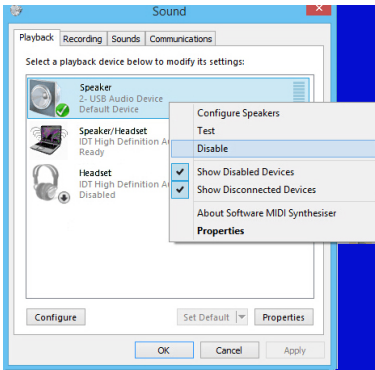 Sound
Playback Recording Sounds Communications
Select a playback device below to modify its settings:
Speaker
2- USB Audio Device
Default Device
Speaker/Headset
IDT High Definition
Ready
Headset
IDT High Definition
Disabled
Configure Speakers
Test
Disable
Show Disabled Devices
Show Disconnected Devices
About Software MIDI Synthesiser
Properties
Configure Set Default Properties
OK Cancel Apply